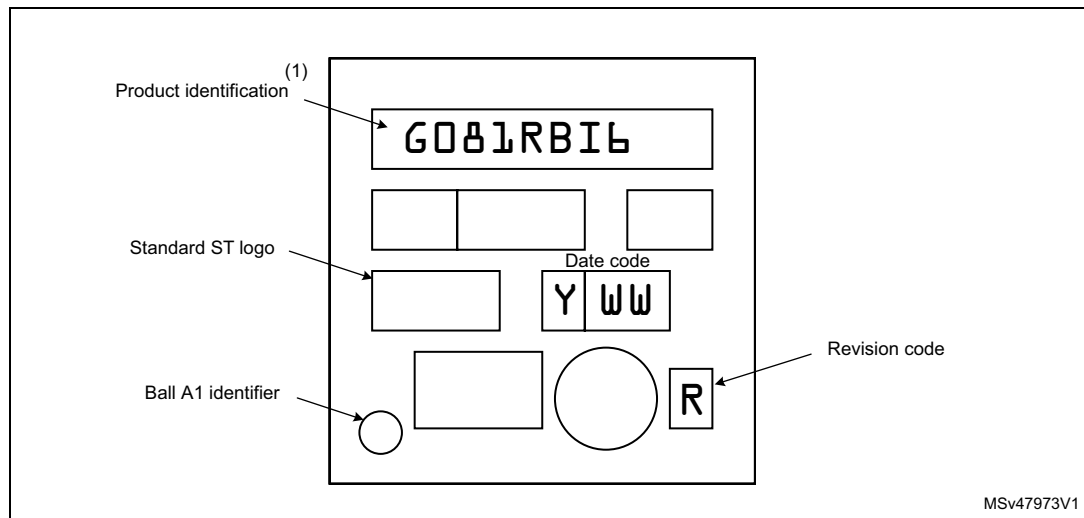 (1)
Product identification
G081RBI6
Standard ST logo
Date code
Y WW
Revision code
Ball A1 identifier
R
MSv47973V1